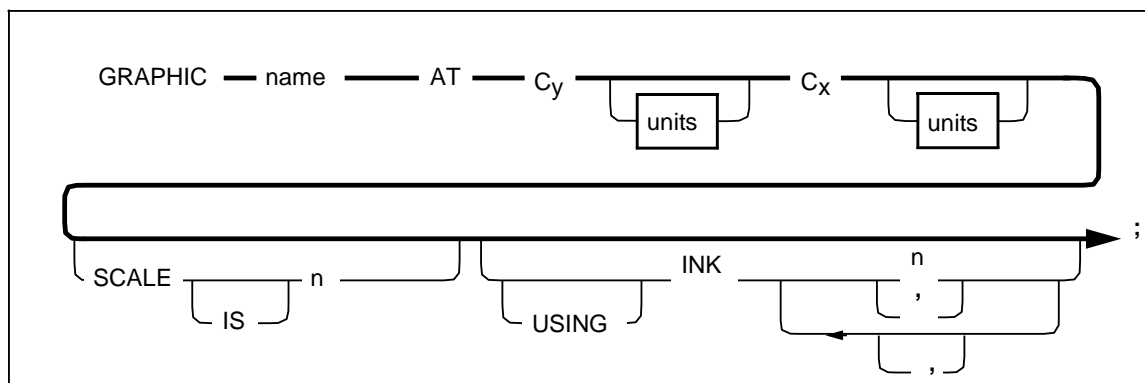 GRAPHIC name AT Cy Cx
units units
;
SCALE n INK n
IS USING ,
,